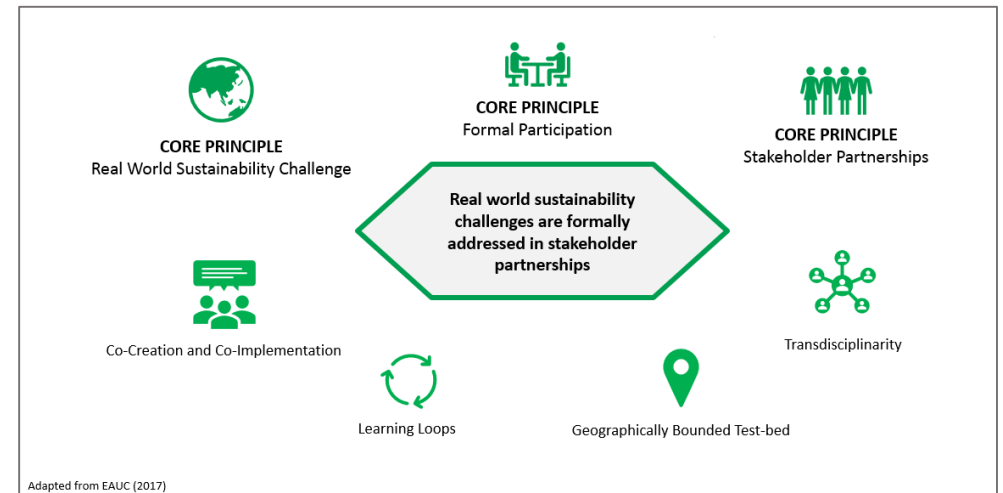 CORE PRINCIPLE
Formal Participation
CORE PRINCIPLE
Real World Sustainability Challenge
CORE PRINCIPLE
Stakeholder Partnerships
Real world sustainability
challenges are formally
addressed in stakeholder
partnerships
Co-Creation and Co-Implementation
Transdisciplinarity
Learning Loops
Geographically Bounded Test-bed
Adapted from EAUC (2017)